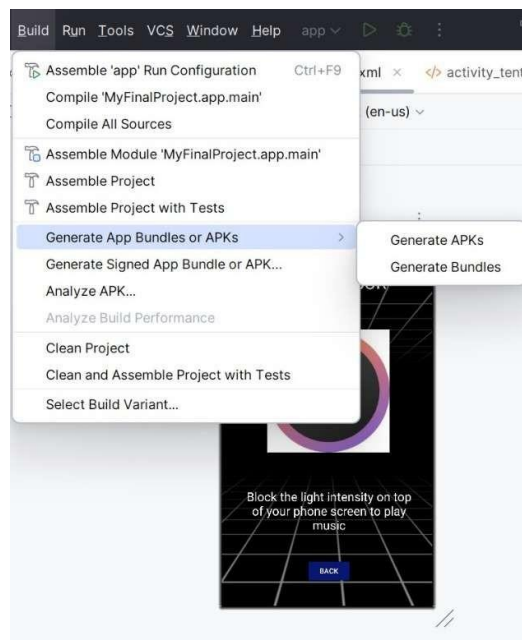 Build Run Tools VCS Window Help app
Assemble 'app' Run Configuration Ctrl+F9
xml × </> activity_tent
Compile 'MyFinalProject.app.main'
(en-us)
Compile All Sources
Assemble Module 'MyFinalProject.app.main'
Assemble Project
Assemble Project with Tests
Generate App Bundles or APKs
Generate APKs
Generate Signed App Bundle or APK...
Generate Bundles
Analyze APK...
Analyze Build Performance
Clean Project
Clean and Assemble Project with Tests
Select Build Variant...
Block the light intensity on top
of your phone screen to play
music
BACK